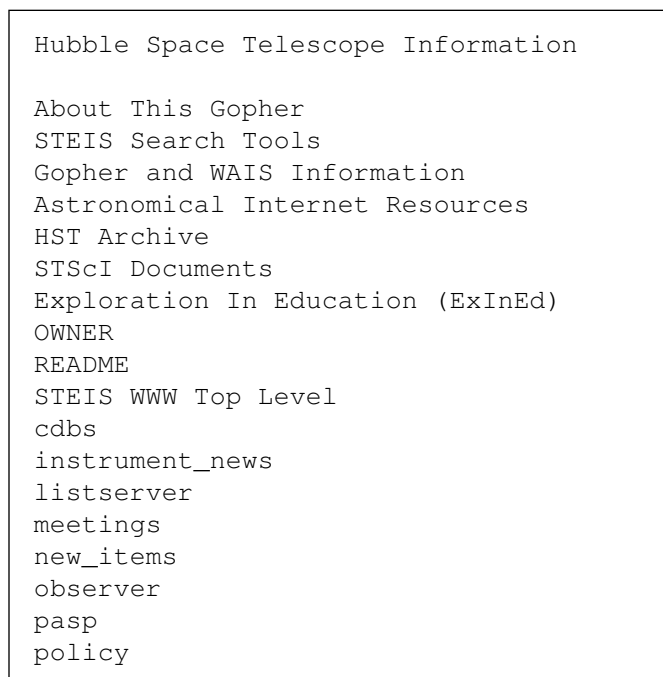 Hubble Space Telescope Information
About This Gopher
STEIS Search Tools
Gopher and WAIS Information
Astronomical Internet Resources
HST Archive
STScI Documents
Exploration In Education (ExInEd)
OWNER
README
STEIS WWW Top Level
cdbs
instrument_news
listserver
meetings
new_items
observer
pasp
policy